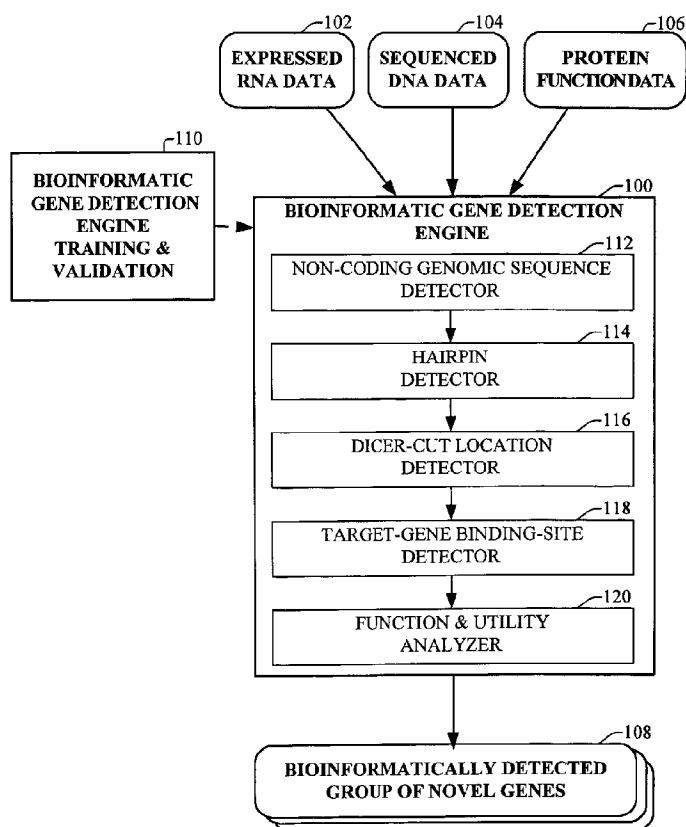 102
104
106
EXPRESSED
RNA DATA
SEQUENCED
DNA DATA
PROTEIN
FUNCTION DATA
110
BIOINFORMATIC
GENE DETECTION
ENGINE
TRAINING &
VALIDATION
100
BIOINFORMATIC GENE DETECTION
ENGINE
112
NON-CODING GENOMIC SEQUENCE
DETECTOR
114
HAIRPIN
DETECTOR
116
DICER-CUT LOCATION
DETECTOR
118
TARGET-GENE BINDING-SITE
DETECTOR
120
FUNCTION & UTILITY
ANALYZER
108
BIOINFORMATICALLY DETECTED
GROUP OF NOVEL GENES